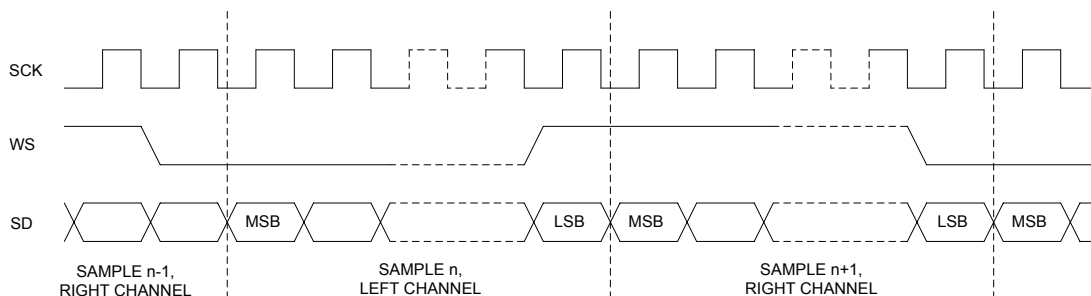 SCK
WS
SD
MSB
LSB
MSB
LSB
MSB
SAMPLE n-1,
RIGHT CHANNEL
SAMPLE n,
LEFT CHANNEL
SAMPLE n+1,
RIGHT CHANNEL